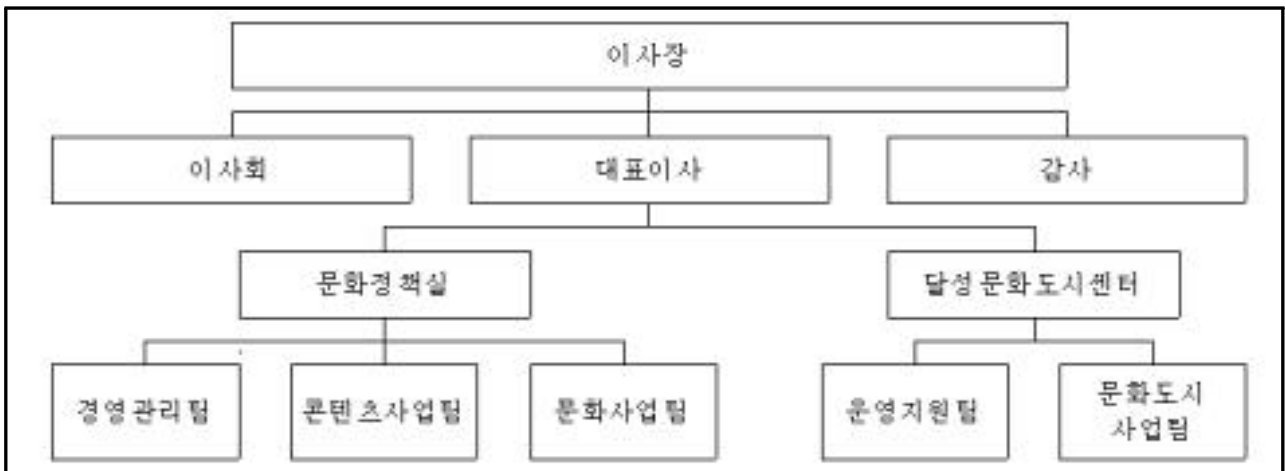 이사장
이사회
대표이사
감사
문화정책실
달성문화도시센터
경영관리팀
콘텐츠사업팀
문화사업팀
운영지원팀
문화도시
사업팀